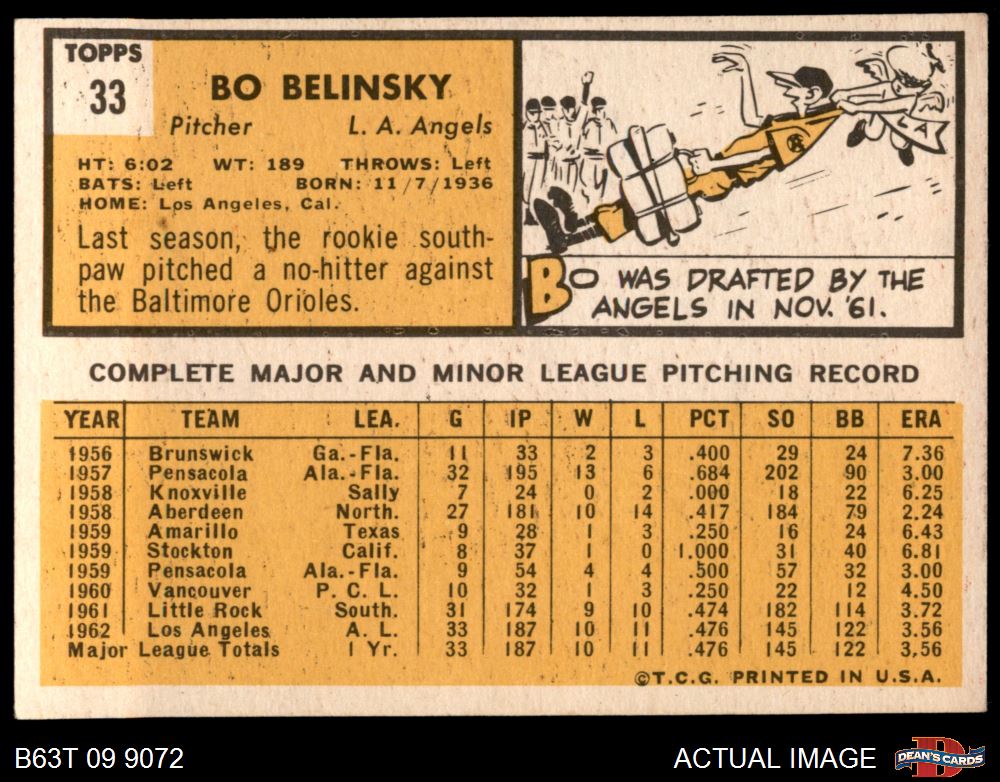 TOPPS
33
BO BELINSKY
Pitcher L. A. Angels
HT: 6:02 WT: 189 THROWS: Left
BATS: Left BORN: 11/7/1936
HOME: Los Angeles, Cal.
Last season, the rookie south-
paw pitched a no-hitter against
the Baltimore Orioles.
LA
BO WAS DRAFTED BY THE
ANGELS IN NOV. '61.
COMPLETE MAJOR AND MINOR LEAGUE PITCHING RECORD
YEAR TEAM LEA. G IP W L PCT SO BB ERA
1956 Brunswick Ga.-Fla. 11 33 2 3 .400 29 24 7.36
1957 Pensacola Ala.-Fla. 32 195 13 6 .684 202 90 3.00
1958 Knoxville Sally 7 24 0 2 .000 18 22 6.25
1958 Aberdeen North. 27 181 10 14 .417 184 79 2.24
1959 Amarillo Texas 9 28 1 3 .250 16 24 6.43
1959 Stockton Calif. 8 37 1 0 1.000 31 40 6.81
1959 Pensacola Ala.-Fla. 9 54 4 4 .500 57 32 3.00
1960 Vancouver P. C. L. 10 32 1 3 .250 22 12 4.50
1961 Little Rock South. 31 174 9 10 .474 182 114 3.72
1962 Los Angeles A. L. 33 187 10 11 .476 145 122 3.56
Major League Totals 1 Yr. 33 187 10 11 .476 145 122 3.56
©T.C.G. PRINTED IN U.S.A.
B63T 09 9072 ACTUAL IMAGE
D
DEAN'S CARDS